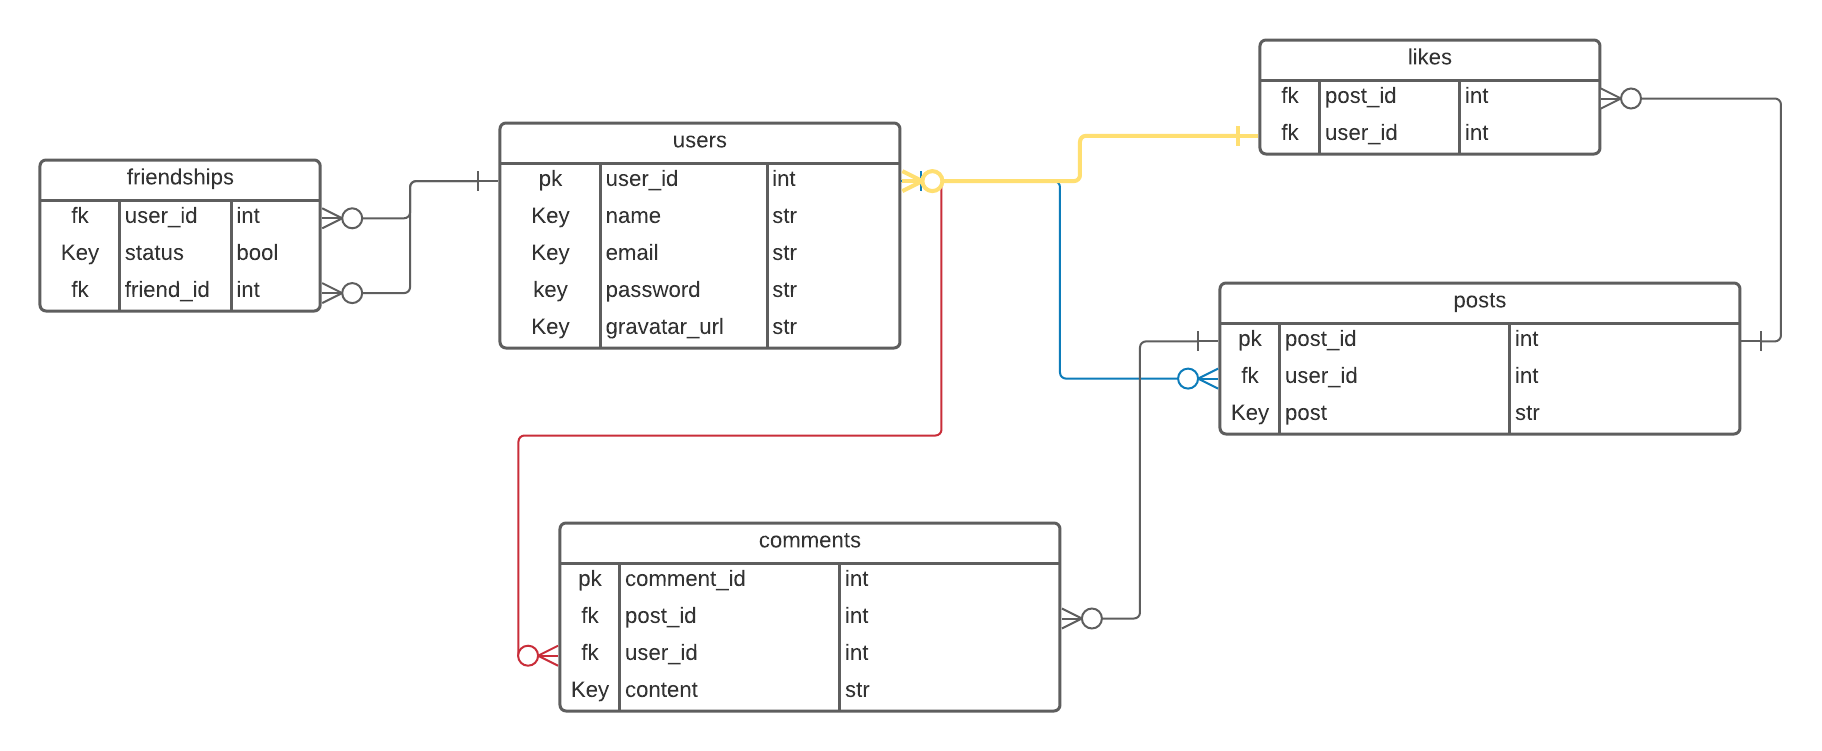 friendships
fk user_id int
Key status bool
fk friend_id int
users
pk user_id int
Key name str
Key email str
key password str
Key gravatar_url str
likes
fk post_id int
fk user_id int
posts
pk post_id int
fk user_id int
Key post str
comments
pk comment_id int
fk post_id int
fk user_id int
Key content str